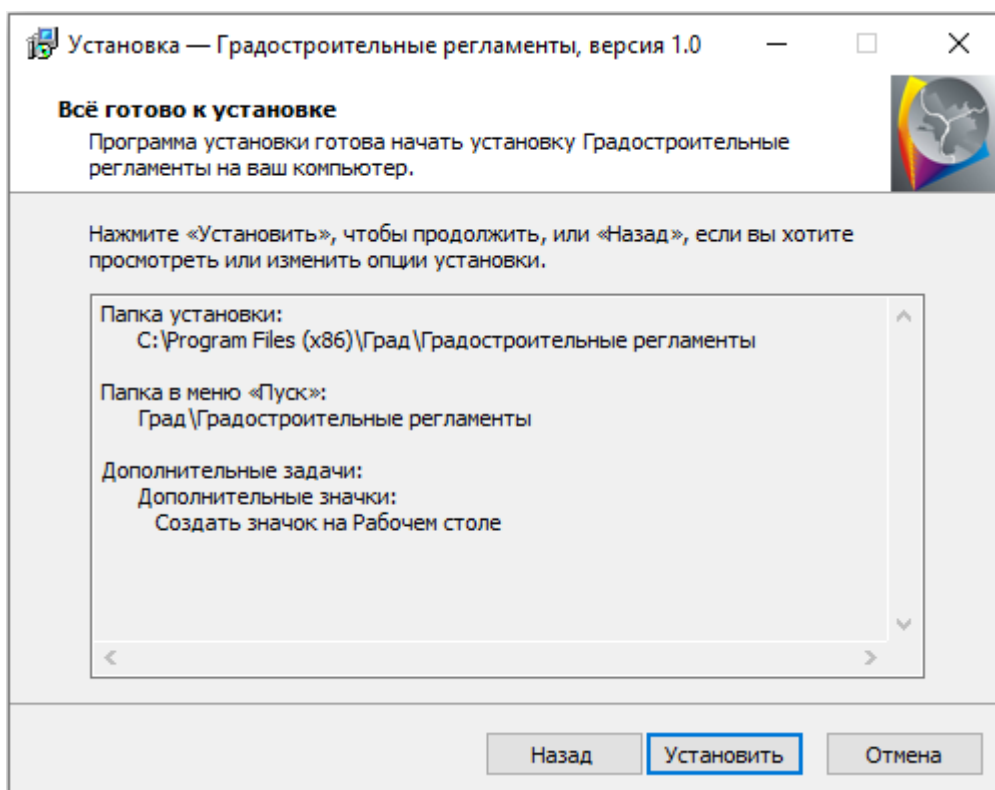 Установка — Градостроительные регламенты, версия 1.0
Всё готово к установке
Программа установки готова начать установку Градостроительные
регламенты на ваш компьютер.
Нажмите «Установить», чтобы продолжить, или «Назад», если вы хотите
просмотреть или изменить опции установки.
Папка установки:
C:\Program Files (x86)\Град\Градостроительные регламенты
Папка в меню «Пуск»:
Град\Градостроительные регламенты
Дополнительные задачи:
Дополнительные значки:
Создать значок на Рабочем столе
Назад
Установить
Отмена